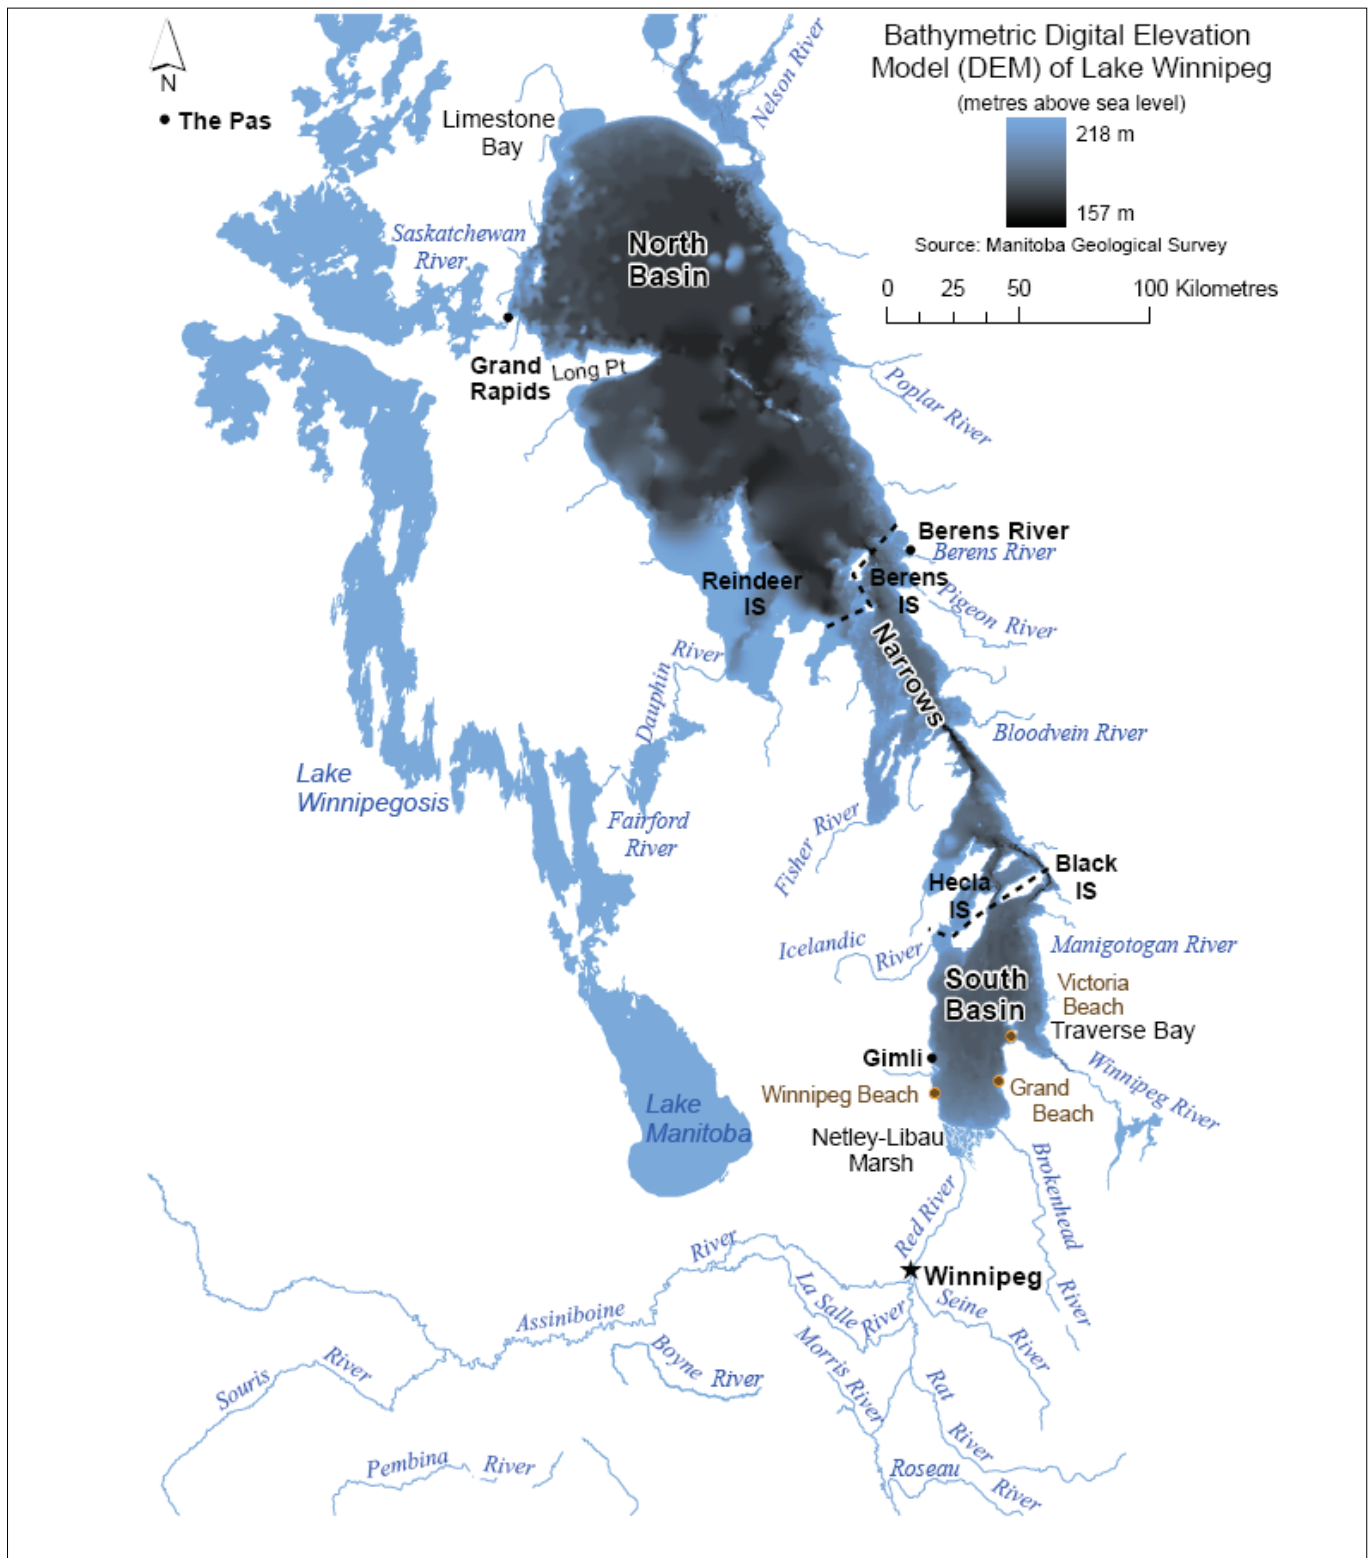 Bathymetric Digital Elevation
Model (DEM) of Lake Winnipeg
(metres above sea level)
218 m
157 m
Source: Manitoba Geological Survey
0 25 50 100 Kilometres
N
The Pas
Limestone
Bay
Nelson River
Saskatchewan
River
North
Basin
Grand
Rapids
Long Pt
Poplar River
Berens River
Berens River
Reindeer
IS
Berens
IS
Pigeon River
Narrows
Dauphin River
Bloodvein River
Lake
Winnipegosis
Fairford
River
Fisher River
Black
IS
Hecla
IS
Icelandic River
Manigotogan River
South
Basin
Victoria
Beach
Traverse Bay
Gimli
Winnipeg River
Winnipeg Beach
Grand
Beach
Lake
Manitoba
Netley-Libau
Marsh
Brokenhead River
Red River
Winnipeg
Assiniboine River
La Salle River
Seine River
Morris River
Boyne River
Souris River
Rat River
Pembina River
Roseau River